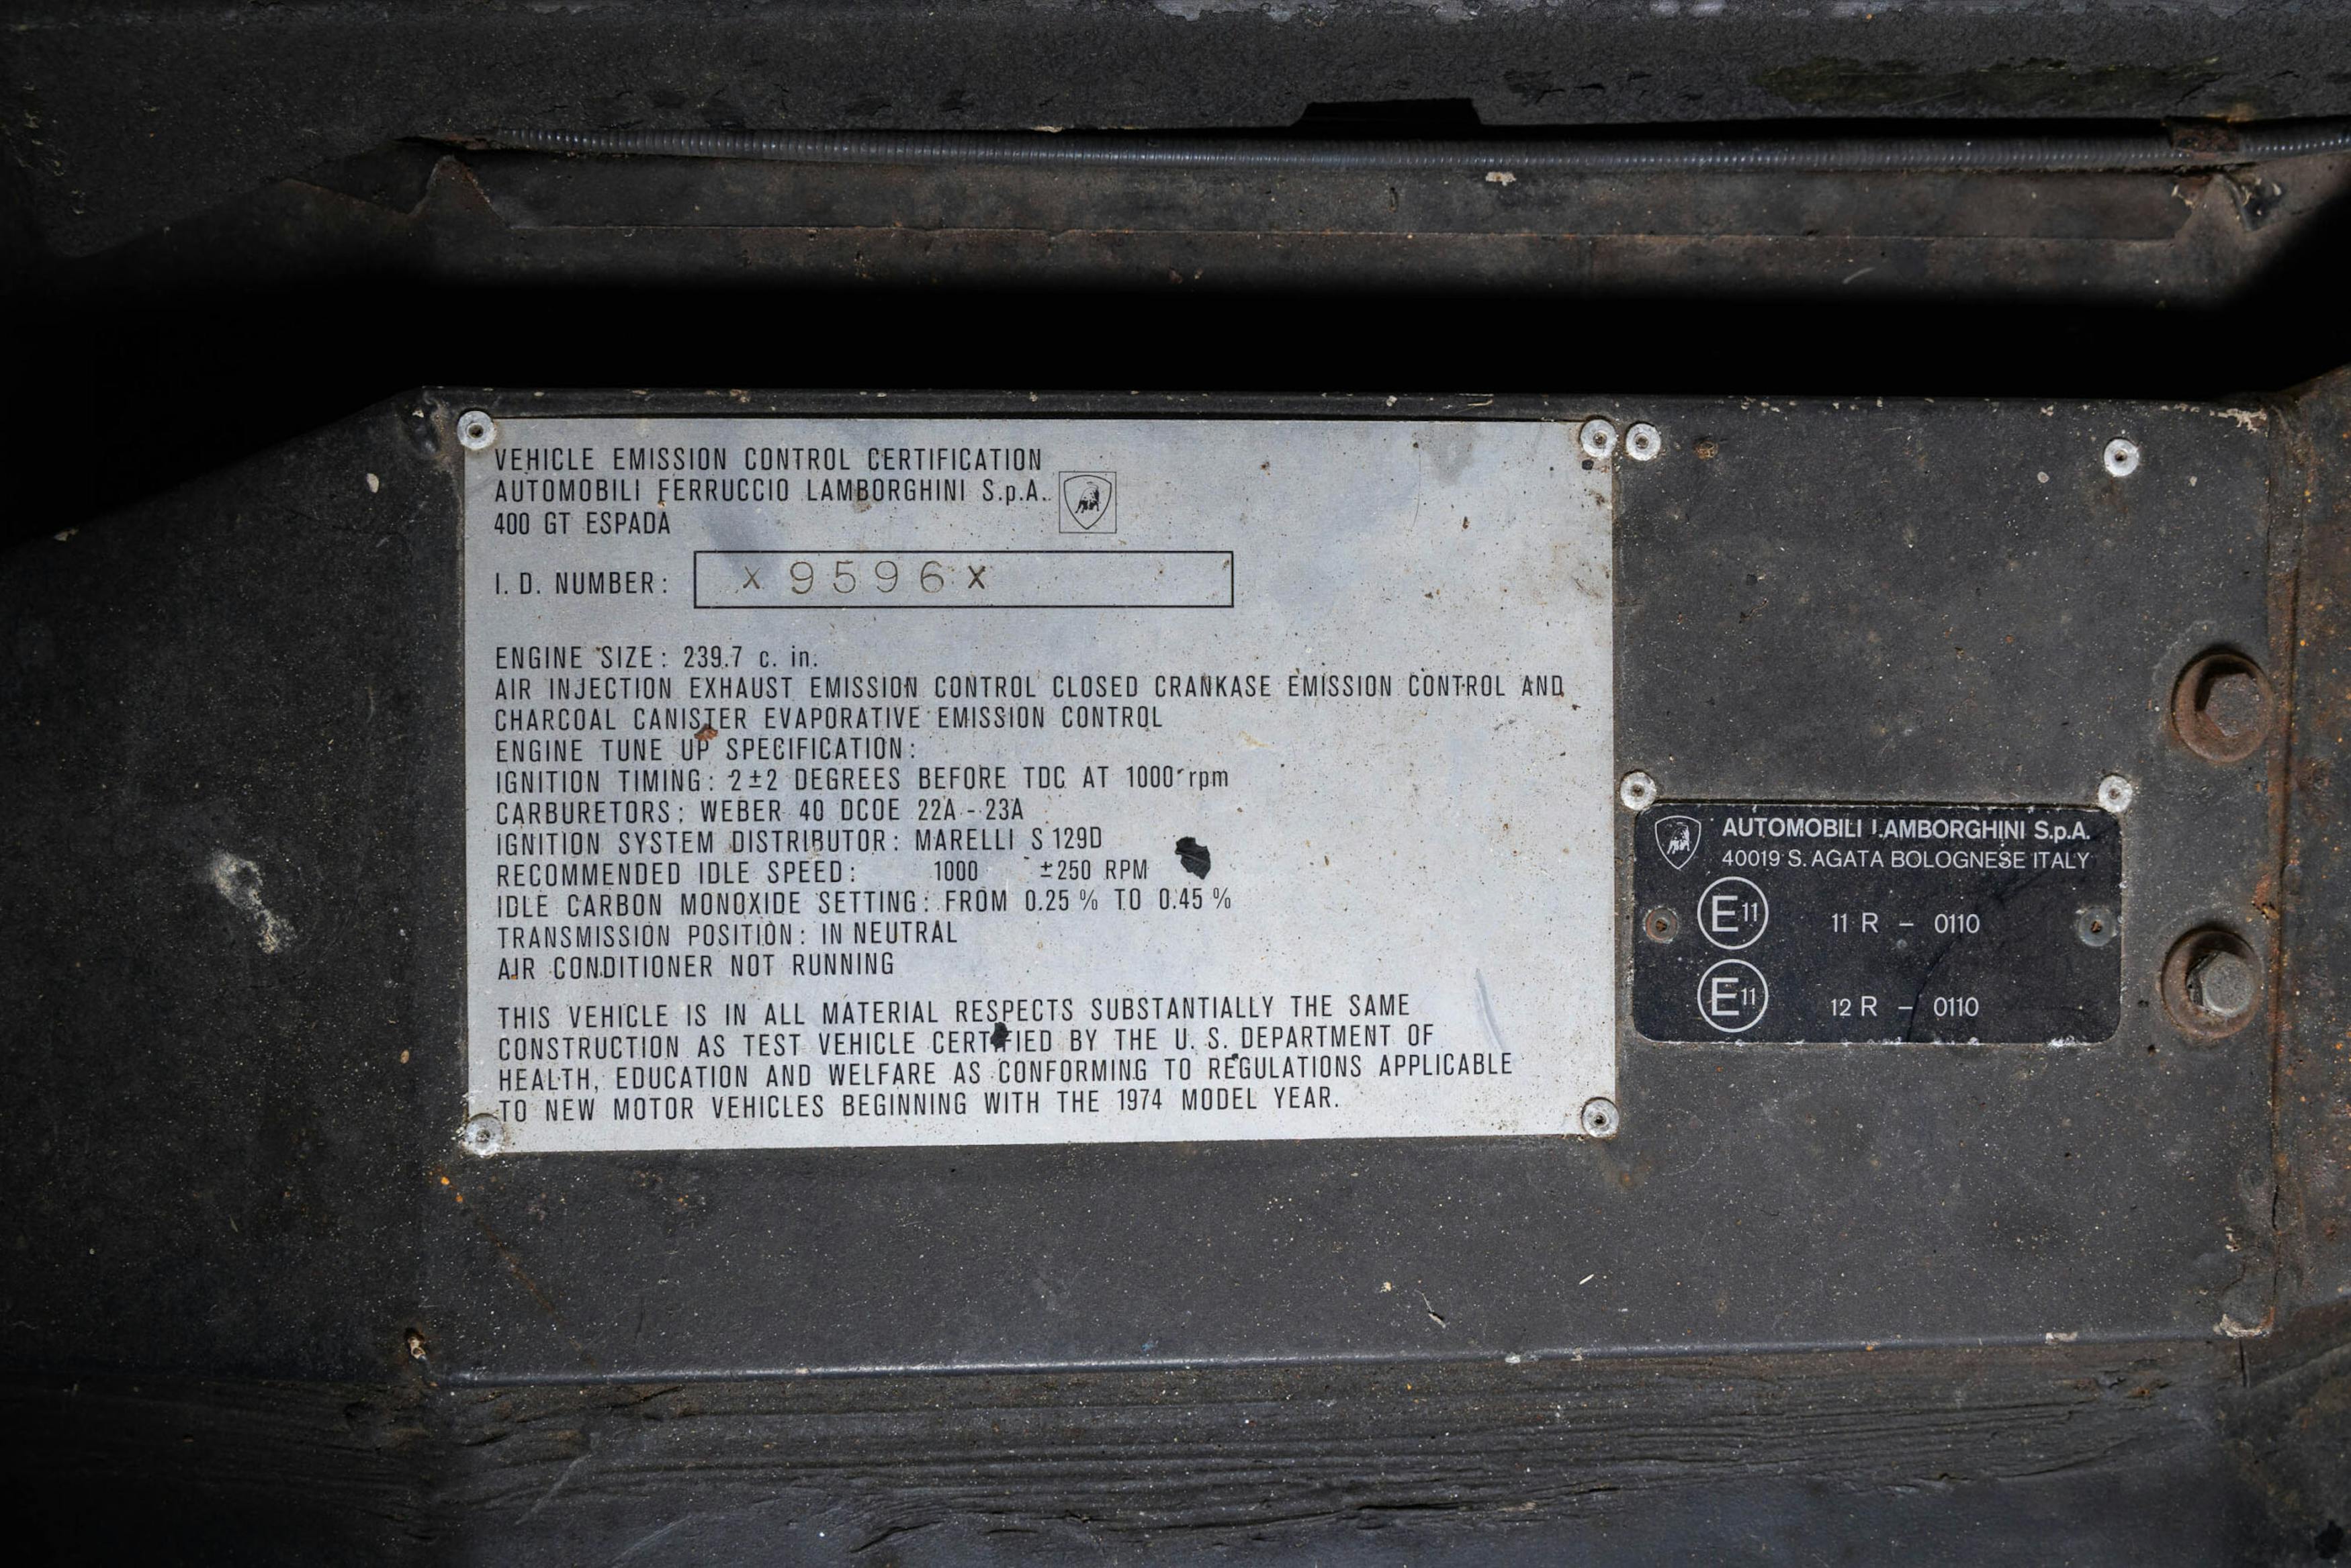 VEHICLE EMISSION CONTROL CERTIFICATION
AUTOMOBILI FERRUCCIO LAMBORGHINI S.p.A.
400 GT ESPADA
I. D. NUMBER: x 9596 x
ENGINE SIZE: 239.7 c. in.
AIR INJECTION EXHAUST EMISSION CONTROL CLOSED CRANKASE EMISSION CONTROL AND
CHARCOAL CANISTER EVAPORATIVE EMISSION CONTROL
ENGINE TUNE UP SPECIFICATION:
IGNITION TIMING: 2±2 DEGREES BEFORE TDC AT 1000 rpm
CARBURETORS: WEBER 40 DCOE 22A - 23A
IGNITION SYSTEM DISTRIBUTOR: MARELLI S 129D
RECOMMENDED IDLE SPEED: 1000 ±250 RPM
IDLE CARBON MONOXIDE SETTING: FROM 0.25 % TO 0.45 %
TRANSMISSION POSITION: IN NEUTRAL
AIR CONDITIONER NOT RUNNING
THIS VEHICLE IS IN ALL MATERIAL RESPECTS SUBSTANTIALLY THE SAME
CONSTRUCTION AS TEST VEHICLE CERTIFIED BY THE U. S. DEPARTMENT OF
HEALTH, EDUCATION AND WELFARE AS CONFORMING TO REGULATIONS APPLICABLE
TO NEW MOTOR VEHICLES BEGINNING WITH THE 1974 MODEL YEAR.
AUTOMOBILI LAMBORGHINI S.p.A.
40019 S. AGATA BOLOGNESE ITALY
E11 11 R – 0110
E11 12 R – 0110